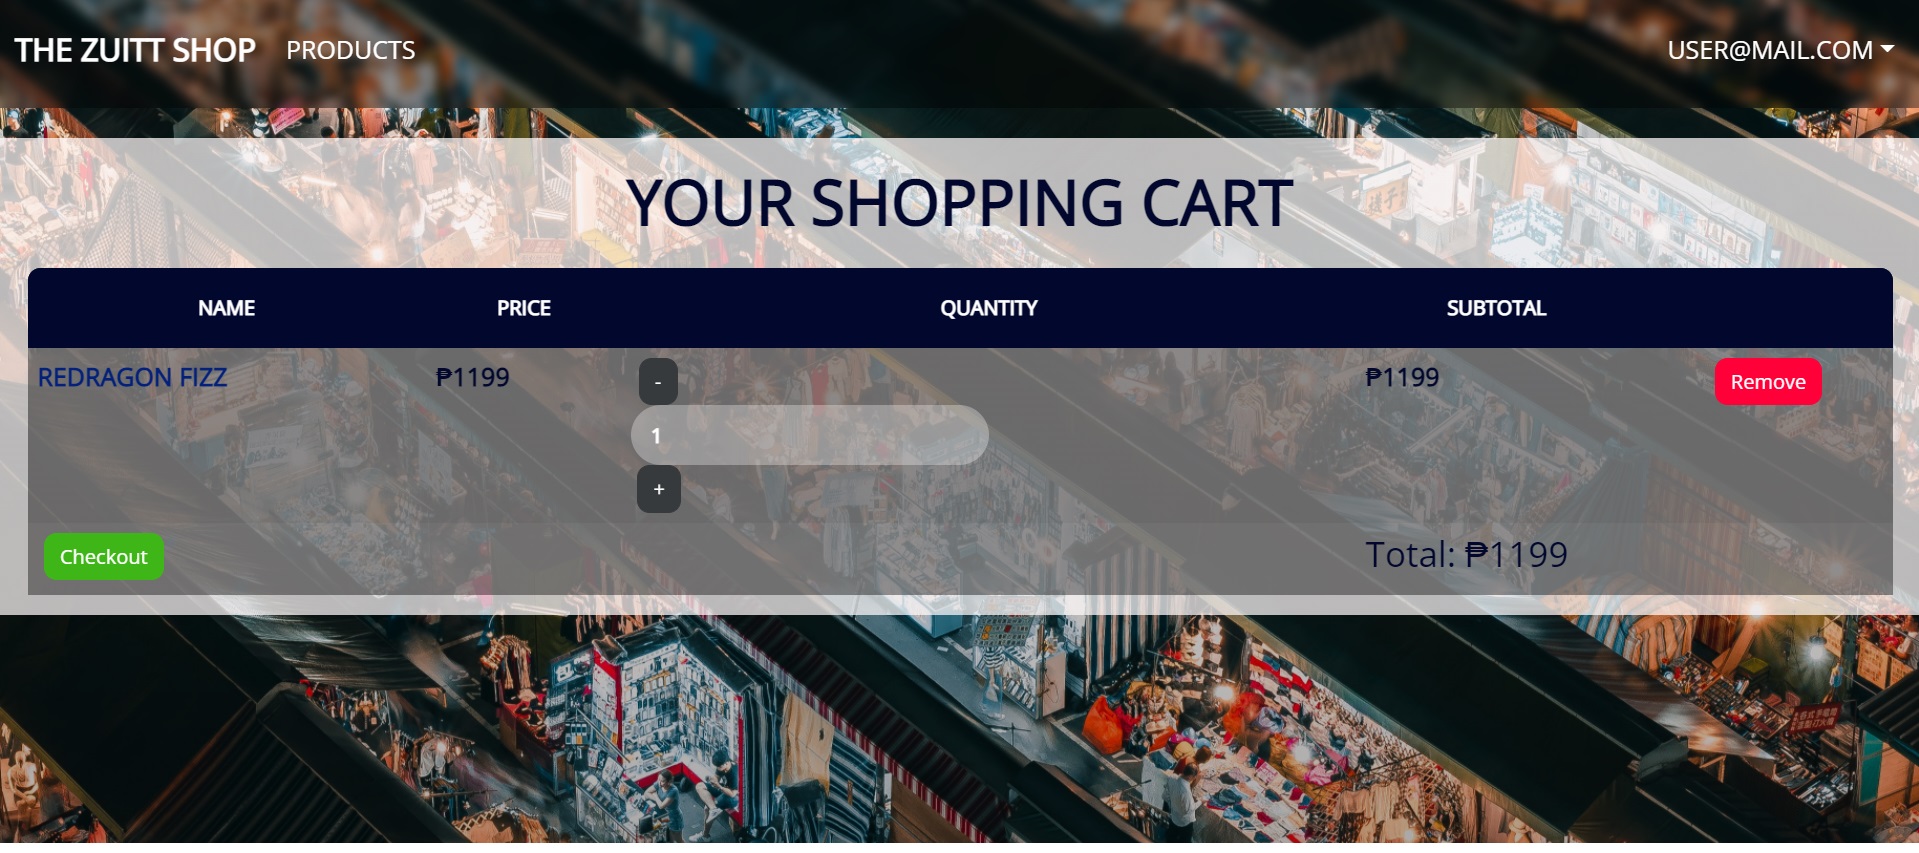 THE ZUITT SHOP PRODUCTS USER@MAIL.COM
YOUR SHOPPING CART
NAME PRICE QUANTITY SUBTOTAL
REDRAGON FIZZ ₱1199 - ₱1199 Remove
1
+
Checkout Total: ₱1199